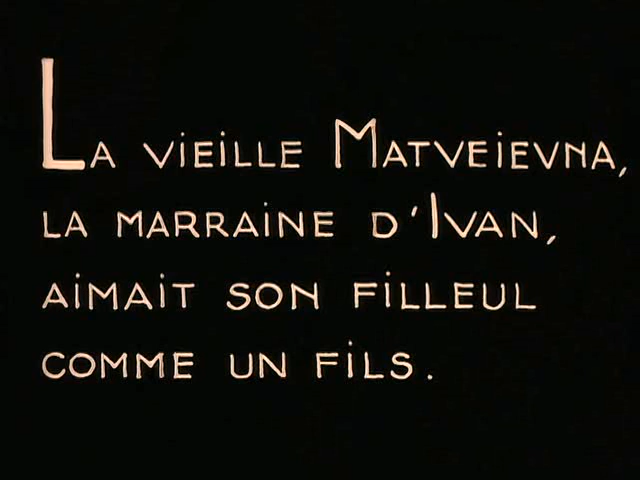 La vieille Matveievna,
la marraine d'Ivan,
aimait son filleul
comme un fils.